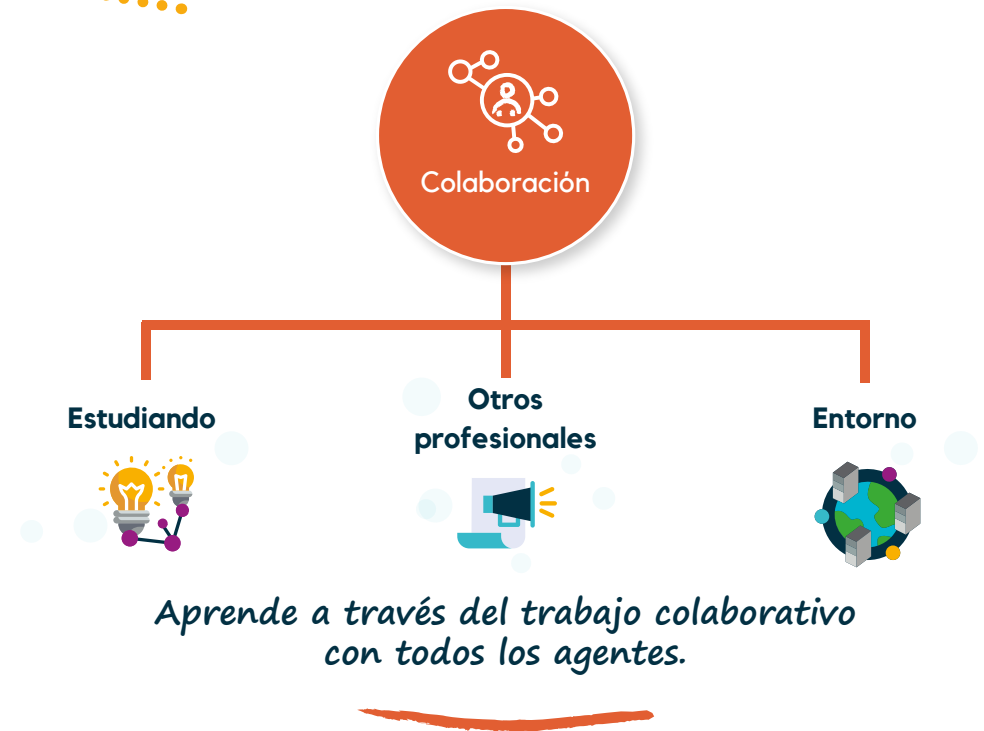 Colaboración
Estudiando
Otros
profesionales
Entorno
Aprende a través del trabajo colaborativo
con todos los agentes.